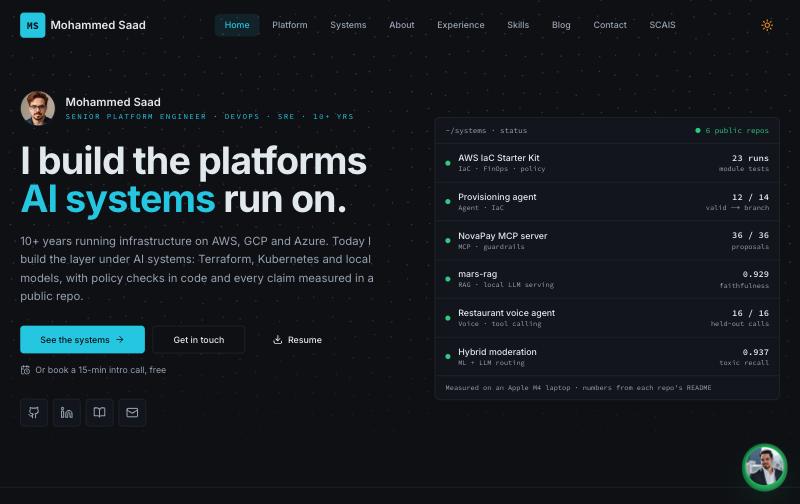 MS Mohammed Saad Home Platform Systems About Experience Skills Blog Contact SCAIS
Mohammed Saad
SENIOR PLATFORM ENGINEER · DEVOPS · SRE · 10+ YRS
I build the platforms
AI systems run on.
10+ years running infrastructure on AWS, GCP and Azure. Today I
build the layer under AI systems: Terraform, Kubernetes and local
models, with policy checks in code and every claim measured in a
public repo.
See the systems → Get in touch Resume
Or book a 15-min intro call, free
~/systems · status 6 public repos
AWS IaC Starter Kit 23 runs
IaC · FinOps · policy module tests
Provisioning agent 12 / 14
Agent · IaC valid → branch
NovaPay MCP server 36 / 36
MCP · guardrails proposals
mars-rag 0.929
RAG · local LLM serving faithfulness
Restaurant voice agent 16 / 16
Voice · tool calling held-out calls
Hybrid moderation 0.937
ML + LLM routing toxic recall
Measured on an Apple M4 laptop · numbers from each repo's README